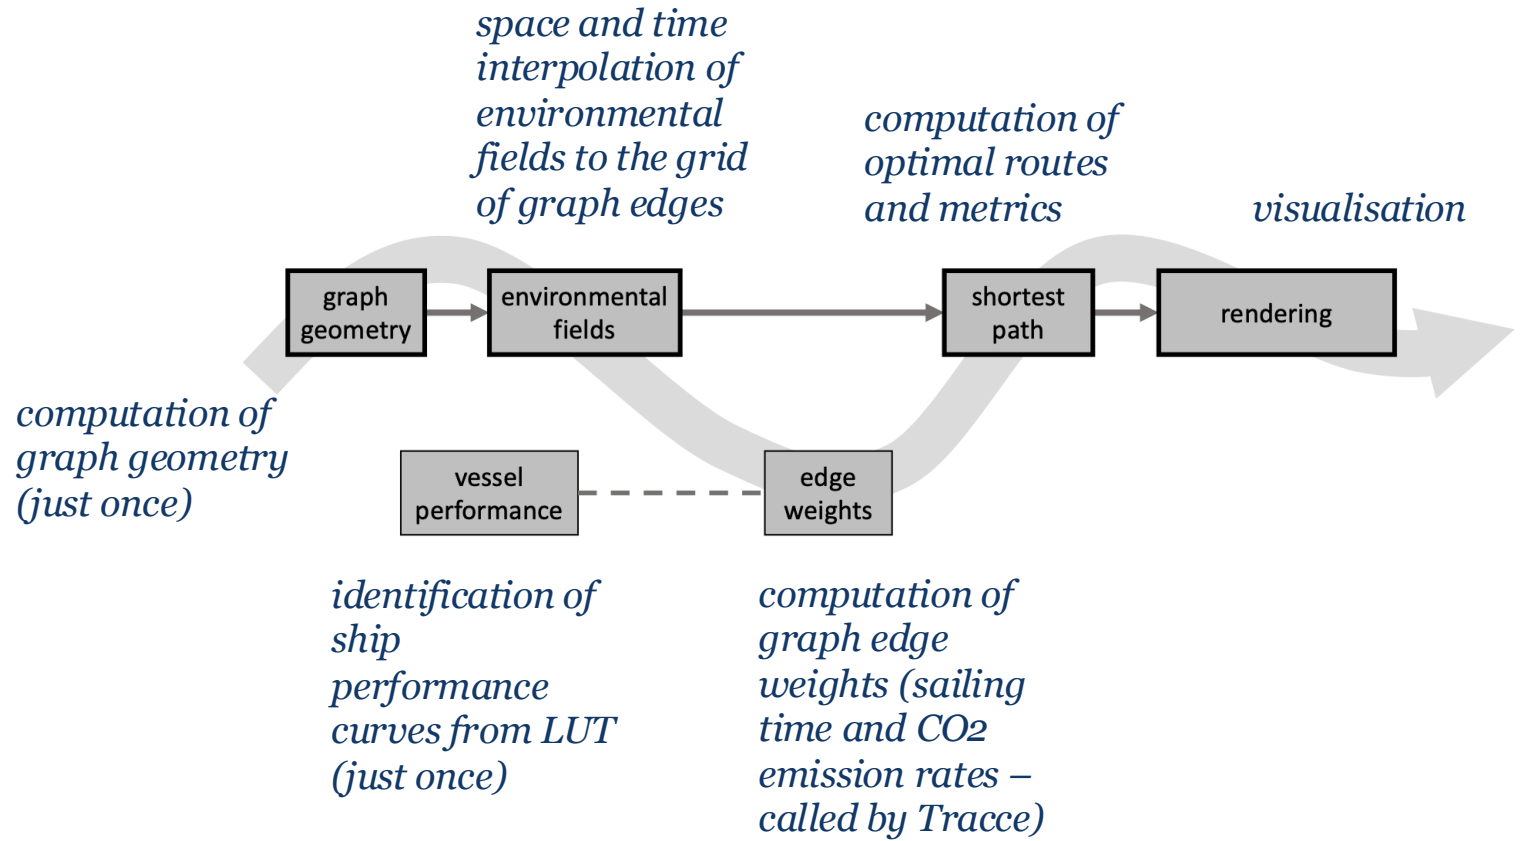 space and time
interpolation of
environmental
fields to the grid
of graph edges
computation of
optimal routes
and metrics
visualisation
graph
geometry
environmental
fields
shortest
path
rendering
computation of
graph geometry
(just once)
vessel
performance
edge
weights
identification of
ship
performance
curves from LUT
(just once)
computation of
graph edge
weights (sailing
time and CO2
emission rates –
called by Tracce)